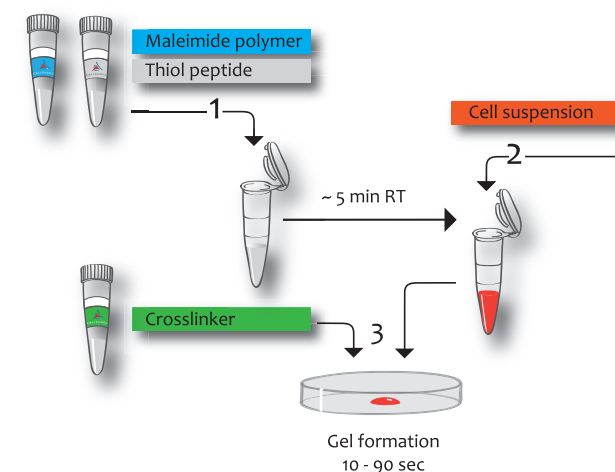 Maleimide polymer
Thiol peptide
1
Cell suspension
2
~ 5 min RT
Crosslinker
3
Gel formation
10 - 90 sec